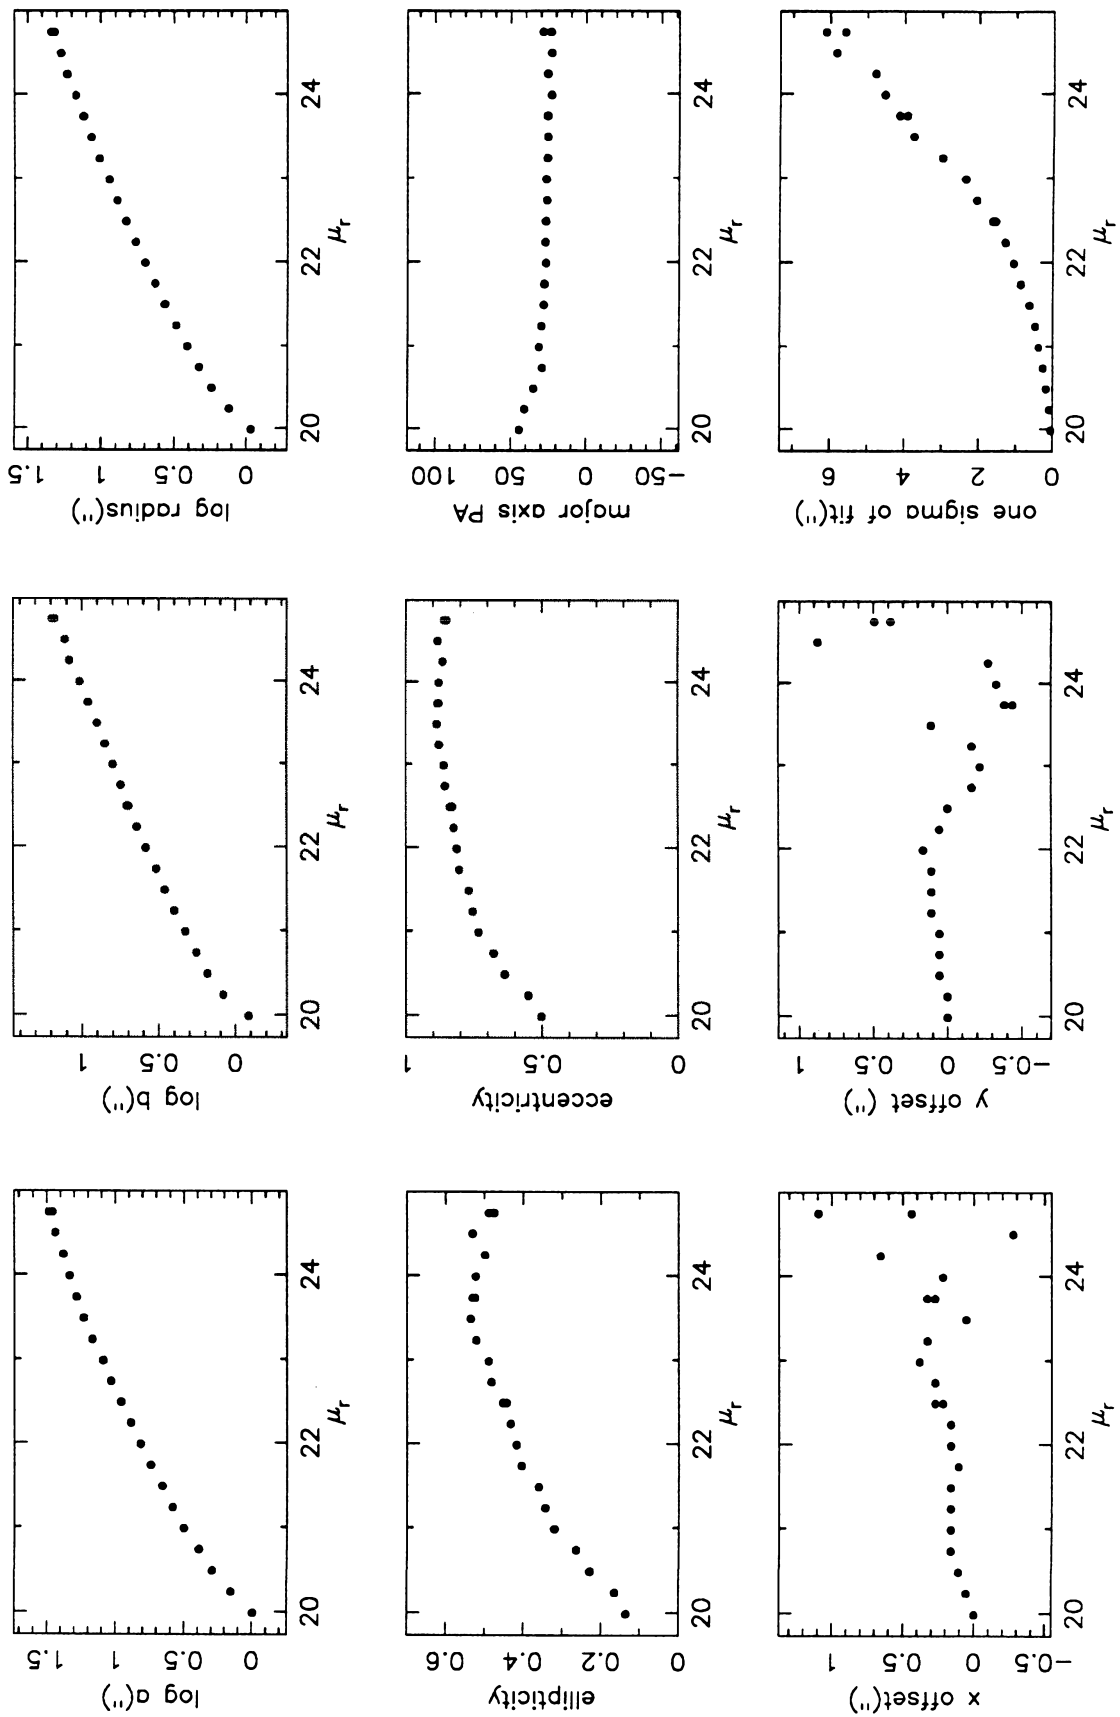 log a('')
1.5
1
0.5
0
20 22 24
μr
log b('')
1
0.5
0
20 22 24
μr
log radius('')
1.5
1
0.5
0
20 22 24
μr
ellipticity
0.6
0.4
0.2
0
20 22 24
μr
eccentricity
1
0.5
0
20 22 24
μr
major axis PA
100
50
0
−50
20 22 24
μr
x offset('')
1
0.5
0
−0.5
20 22 24
μr
y offset ('')
1
0.5
0
−0.5
20 22 24
μr
one sigma of fit('')
6
4
2
0
20 22 24
μr